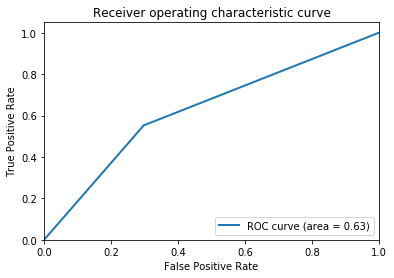 Receiver operating characteristic curve
1.0
0.8
0.6
0.4
0.2
0.0
True Positive Rate
ROC curve (area = 0.63)
0.0 0.2 0.4 0.6 0.8 1.0
False Positive Rate